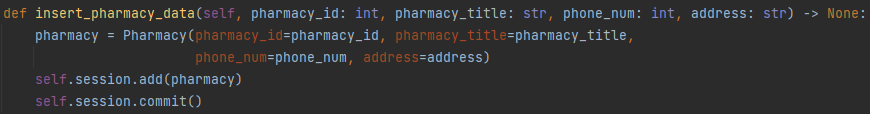 def insert_pharmacy_data(self, pharmacy_id: int, pharmacy_title: str, phone_num: int, address: str) -> None:
    pharmacy = Pharmacy(pharmacy_id=pharmacy_id, pharmacy_title=pharmacy_title,
                        phone_num=phone_num, address=address)
    self.session.add(pharmacy)
    self.session.commit()